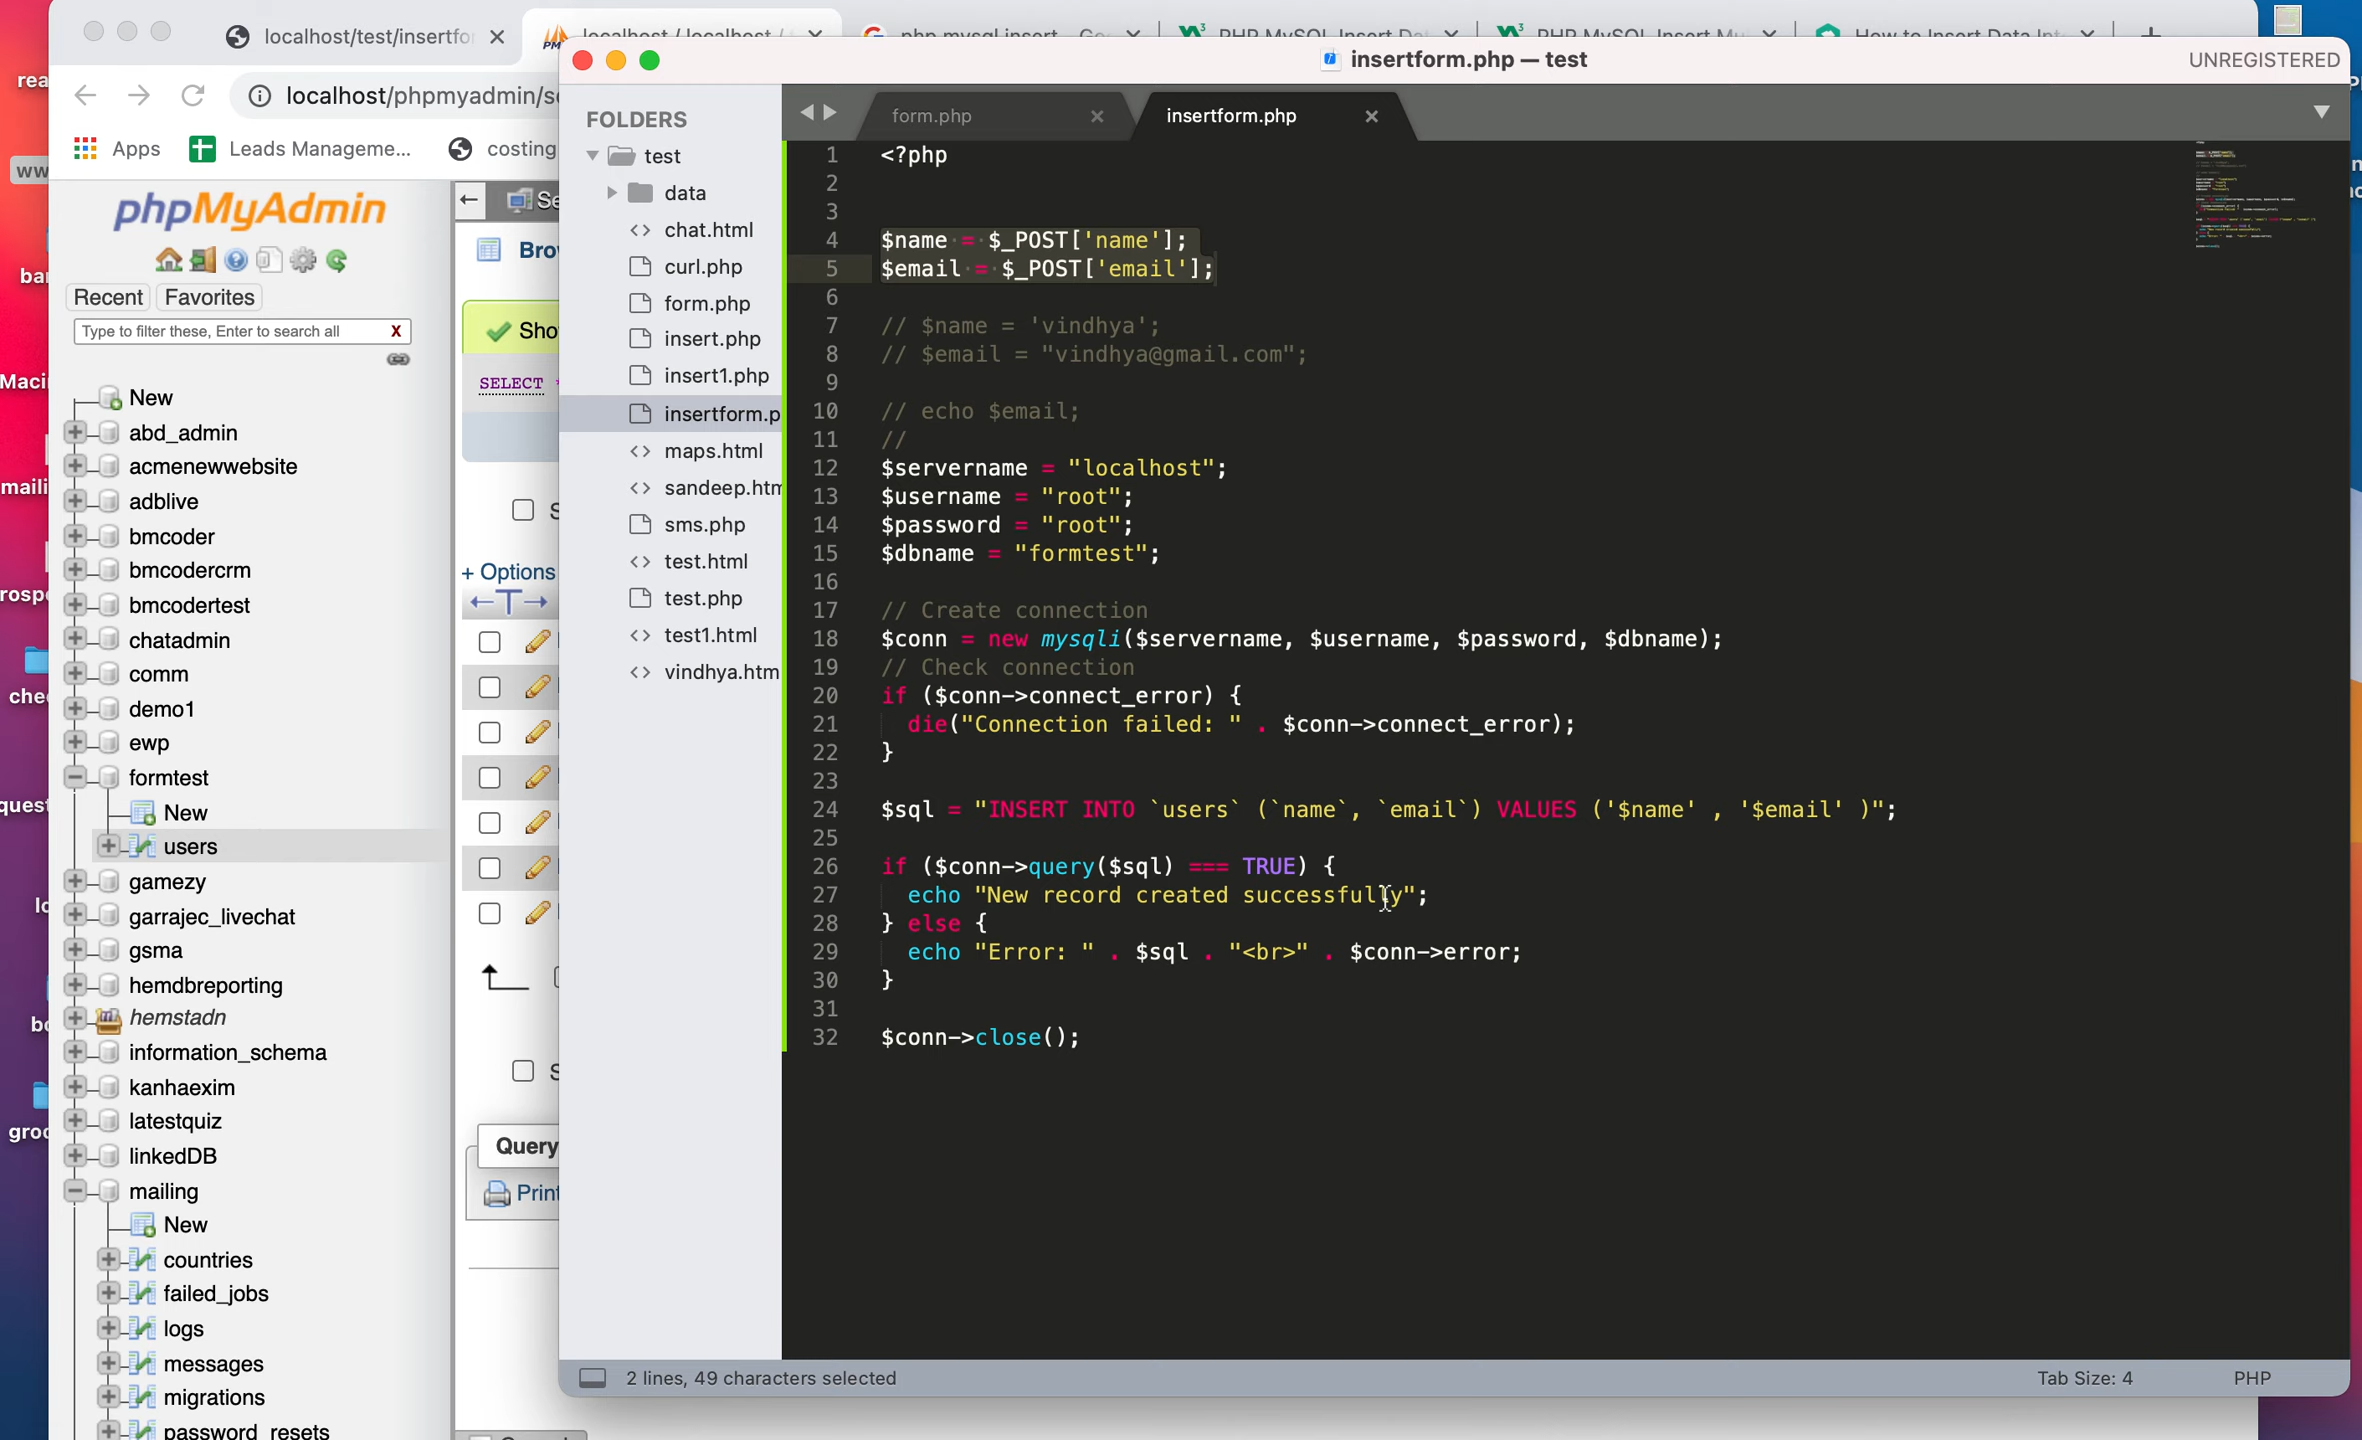 localhost/test/insertfo
php mysql insert
PHP MySQL Insert
PHP MySQL Insert
insertform.php — test
UNREGISTERED
localhost/phpmyadmin/s
Apps
Leads Manageme...
costing
phpMyAdmin
Recent
Favorites
Type to filter these, Enter to search all
X
New
abd_admin
acmenewwebsite
adblive
bmcoder
bmcodercrm
bmcodertest
chatadmin
comm
demo1
ewp
formtest
New
users
gamezy
garrajec_livechat
gsma
hemdbreporting
hemstadn
information_schema
kanhaexim
latestquiz
linkedDB
mailing
New
countries
failed_jobs
logs
messages
migrations
password_resets
Se
Bro
Sho
SELECT
+ Options
Query
Print
FOLDERS
test
data
chat.html
curl.php
form.php
insert.php
insert1.php
insertform.p
maps.html
sandeep.htm
sms.php
test.html
test.php
test1.html
vindhya.htm
form.php
insertform.php
1 <?php
2
3
4 $name = $_POST['name'];
5 $email = $_POST['email'];
6
7 // $name = 'vindhya';
8 // $email = "vindhya@gmail.com";
9
10 // echo $email;
11 //
12 $servername = "localhost";
13 $username = "root";
14 $password = "root";
15 $dbname = "formtest";
16
17 // Create connection
18 $conn = new mysqli($servername, $username, $password, $dbname);
19 // Check connection
20 if ($conn->connect_error) {
21 die("Connection failed: " . $conn->connect_error);
22 }
23
24 $sql = "INSERT INTO `users` (`name`, `email`) VALUES ('$name' , '$email' )";
25
26 if ($conn->query($sql) === TRUE) {
27 echo "New record created successfully";
28 } else {
29 echo "Error: " . $sql . "<br>" . $conn->error;
30 }
31
32 $conn->close();
2 lines, 49 characters selected
Tab Size: 4
PHP